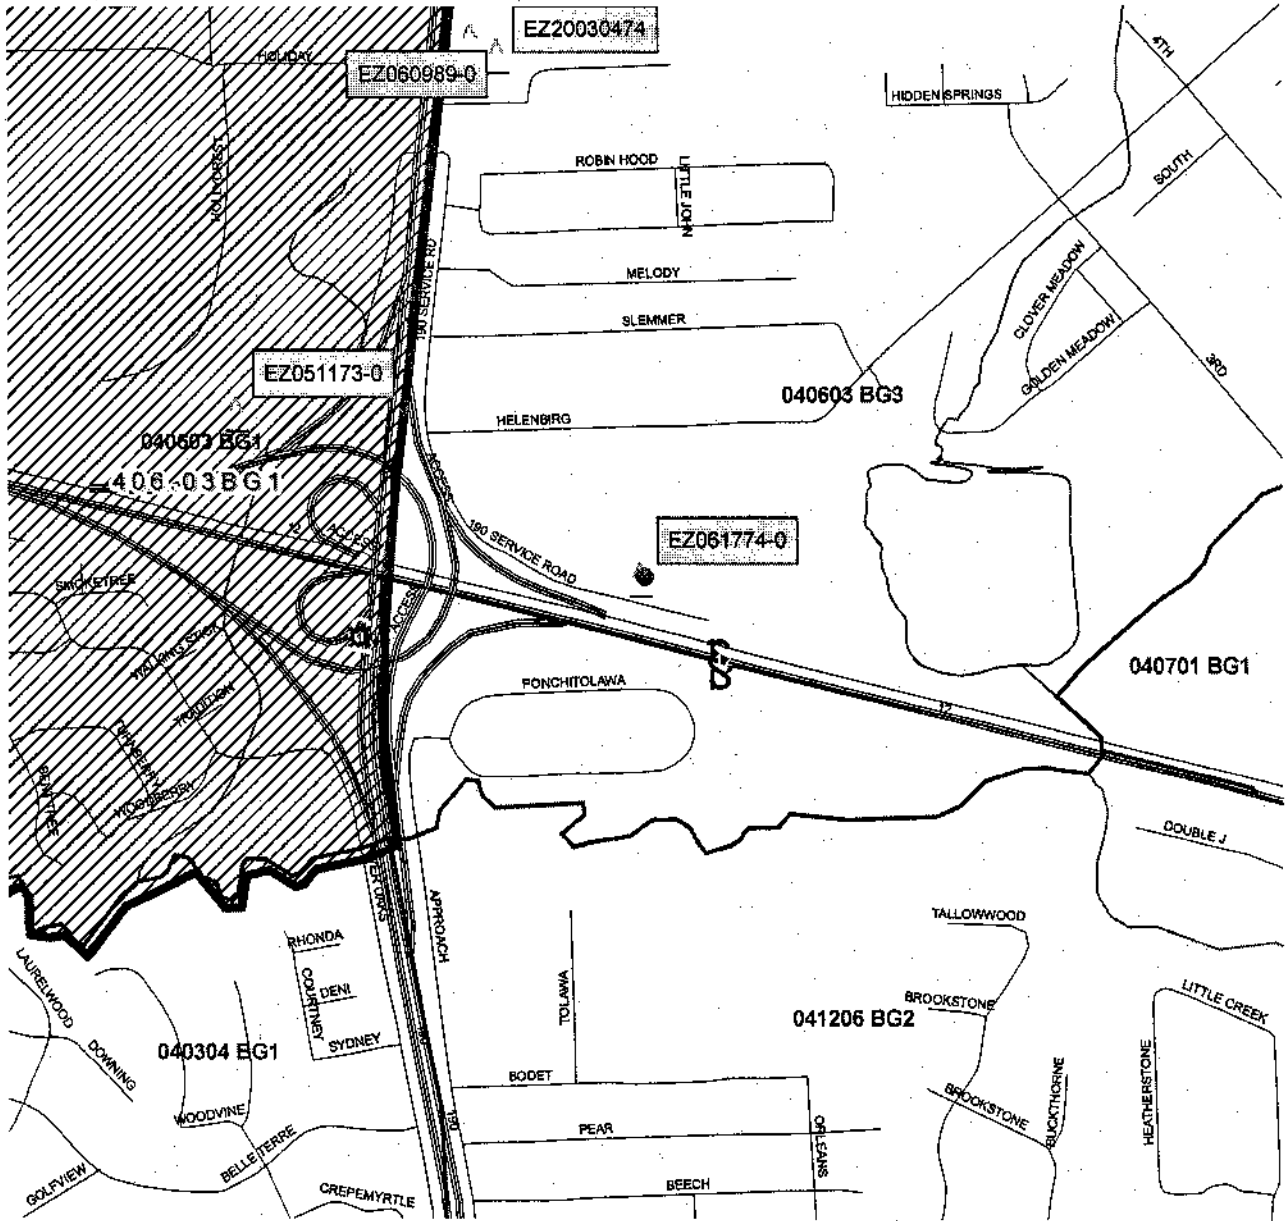 EZ20030474
4TH
HOLIDAY
EZ060989-0
HIDDEN SPRINGS
HOLLYCREST
ROBIN HOOD
LITTLE JOHN
SOUTH
190 SERVICE RD
MELODY
CLOVER MEADOW
SLEMMER
GOLDEN MEADOW
3RD
EZ051173-0
040603 BG3
HELENBIRG
040603 BG1
406-03BG1
ACCESS
12
ACCESS
190 SERVICE ROAD
EZ061774-0
SMOKETREE
ACCESS
WALKING STICK
040701 BG1
PONCHITOLAWA
TRADITION
12
WOODBERRY
BENT TREE
DOUBLE J
APPROACH
TALLOWWOOD
RHONDA
LAURELWOOD
COURTNEY
DENI
TOLAWA
BROOKSTONE
LITTLE CREEK
041206 BG2
SYDNEY
040304 BG1
DOWNING
BODET
HEATHERSTONE
BUCKTHORNE
BROOKSTONE
WOODVINE
190
PEAR
ORLEANS
BELLE TERRE
GOLFVIEW
CREPEMYRTLE
BEECH